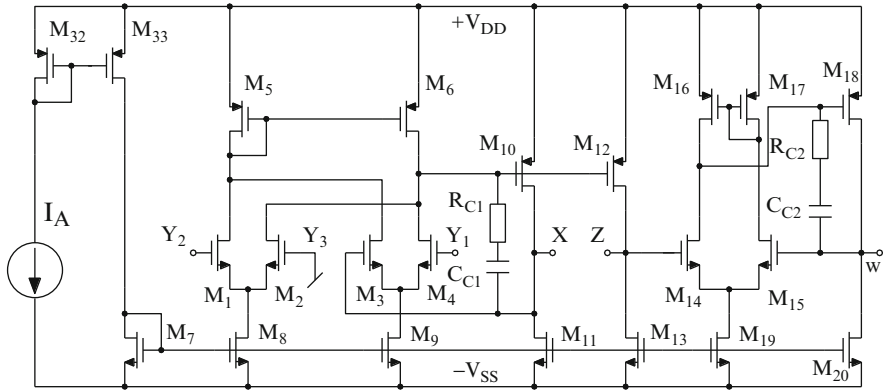 M32 M33 +VDD
M5 M6 M16 M17 M18
M10 M12
RC1 RC2
CC2
IA
Y2 Y3 Y1 X Z
CC1
w
M1 M2 M3 M4 M14 M15
M7 M8 M9 M11 M13 M19
M20
−VSS